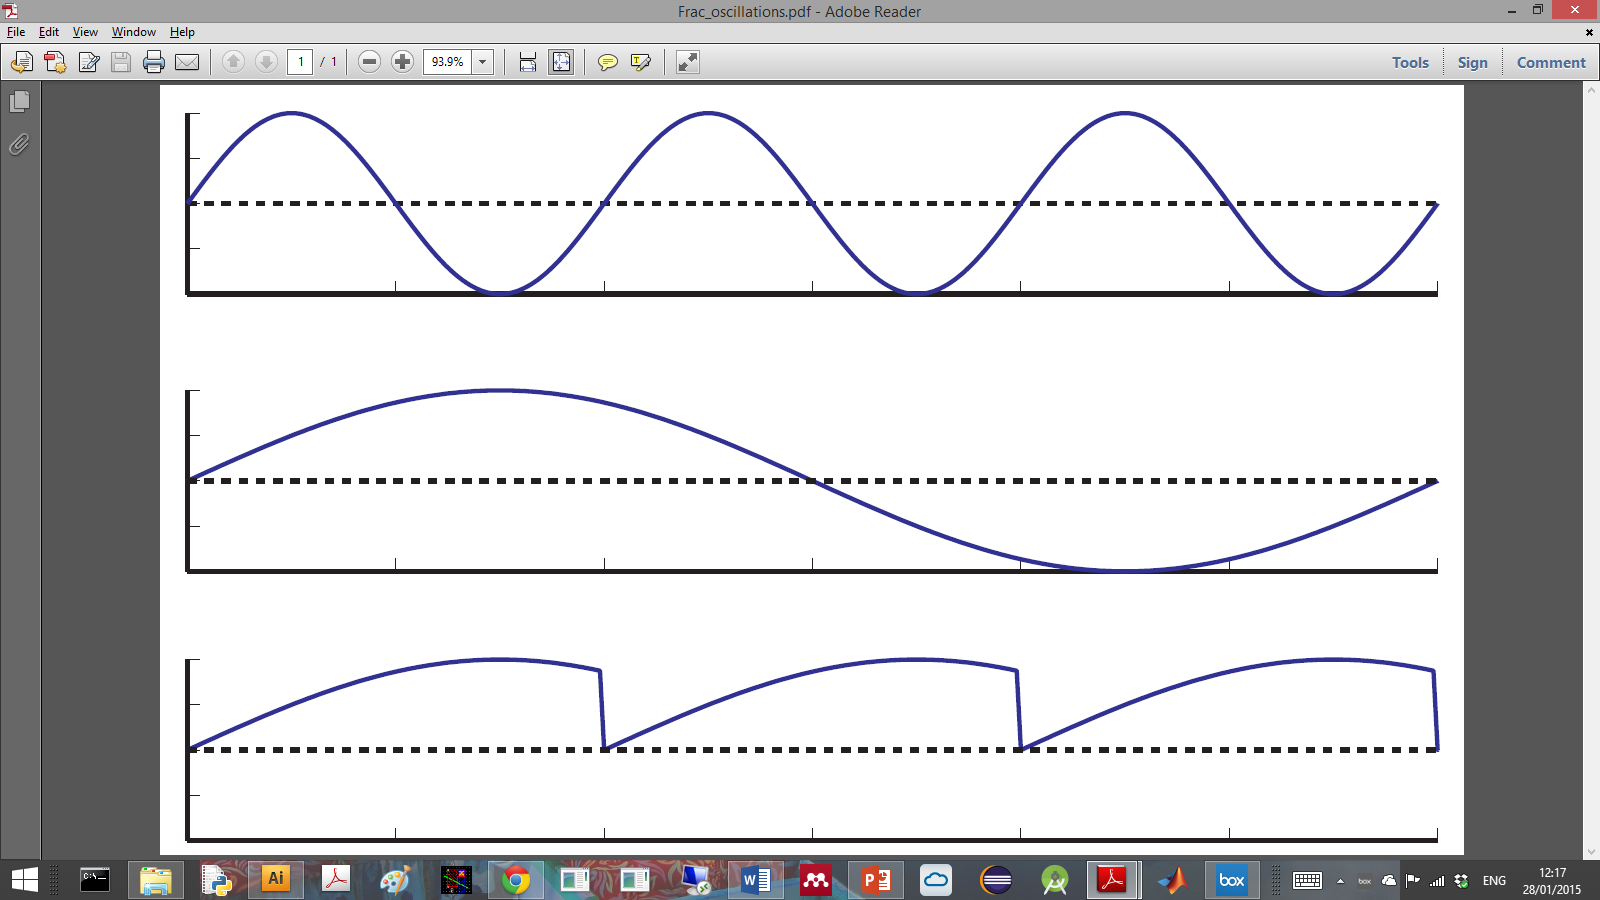 Frac_oscillations.pdf - Adobe Reader
File Edit View Window Help
1 / 1 93.9% Tools Sign Comment
C:\_ Ai W P box box ENG 12:17
28/01/2015